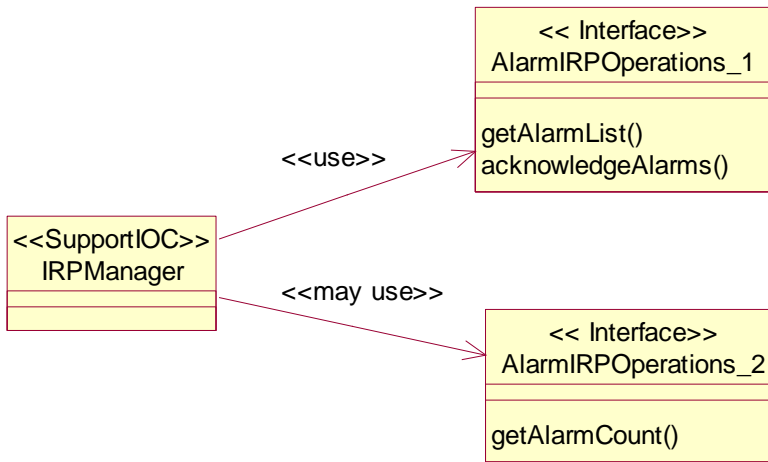 << Interface>>
AlarmIRPOperations_1
getAlarmList()
acknowledgeAlarms()
<<use>>
<<SupportIOC>>
IRPManager
<<may use>>
<< Interface>>
AlarmIRPOperations_2
getAlarmCount()